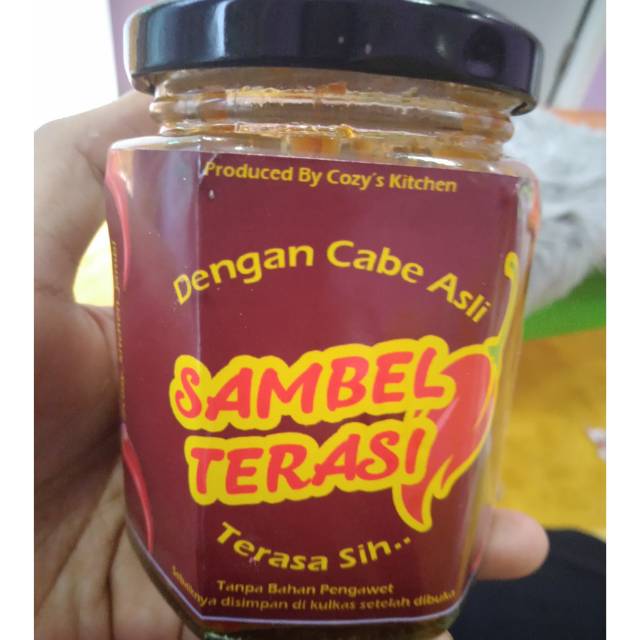 Produced By Cozy's Kitchen
Dengan Cabe Asli
SAMBEL
TERASI
Terasa Sih..
Tanpa Bahan Pengawet
disimpan di kulkas setelah dibuka